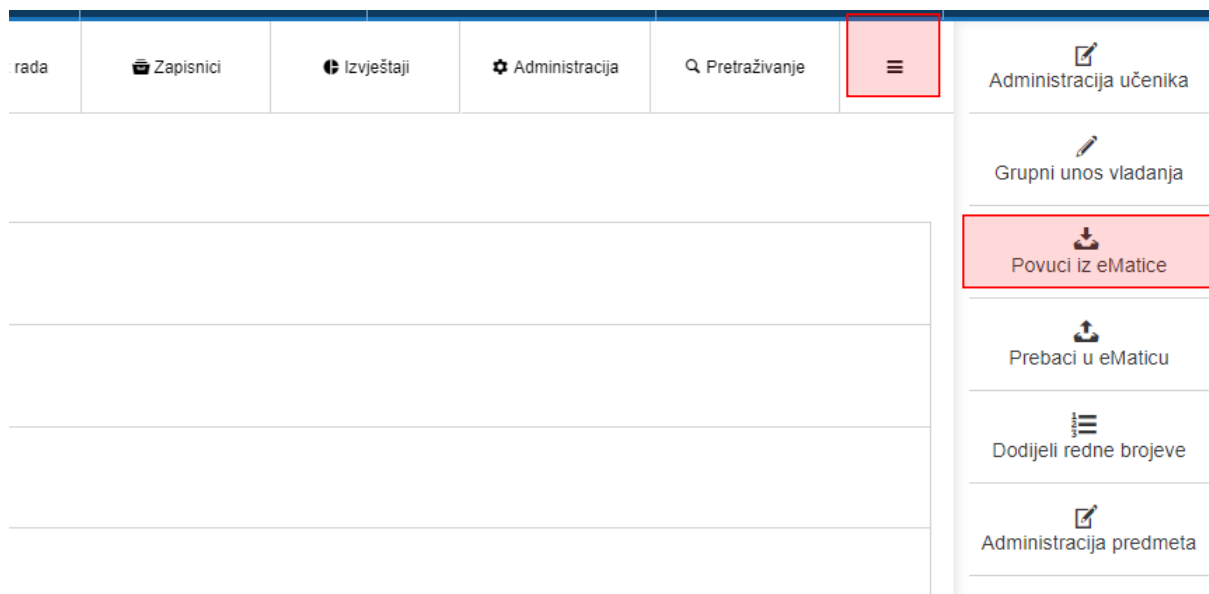 rada
Zapisnici
Izvještaji
Administracija
Pretraživanje
Administracija učenika
Grupni unos vladanja
Povuci iz eMatice
Prebaci u eMaticu
Dodijeli redne brojeve
Administracija predmeta